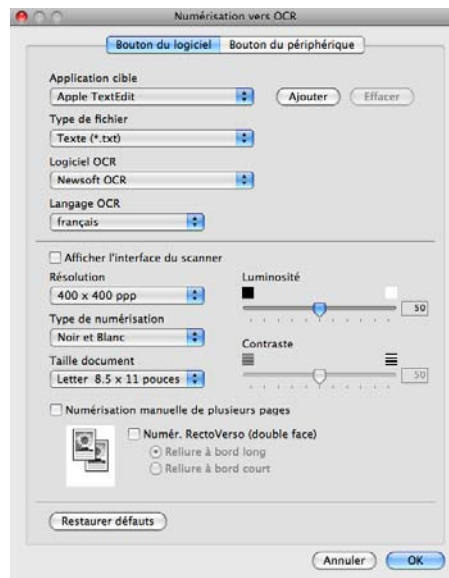 Numérisation vers OCR
Bouton du logiciel Bouton du périphérique
Application cible
Apple TextEdit Ajouter Effacer
Type de fichier
Texte (*.txt)
Logiciel OCR
Newsoft OCR
Langage OCR
français
Afficher l'interface du scanner
Résolution Luminosité
400 x 400 ppp 50
Type de numérisation
Noir et Blanc
Contraste
Taille document
Letter 8.5 x 11 pouces 50
Numérisation manuelle de plusieurs pages
Numér. RectoVerso (double face)
Reliure à bord long
Reliure à bord court
Restaurer défauts
Annuler OK